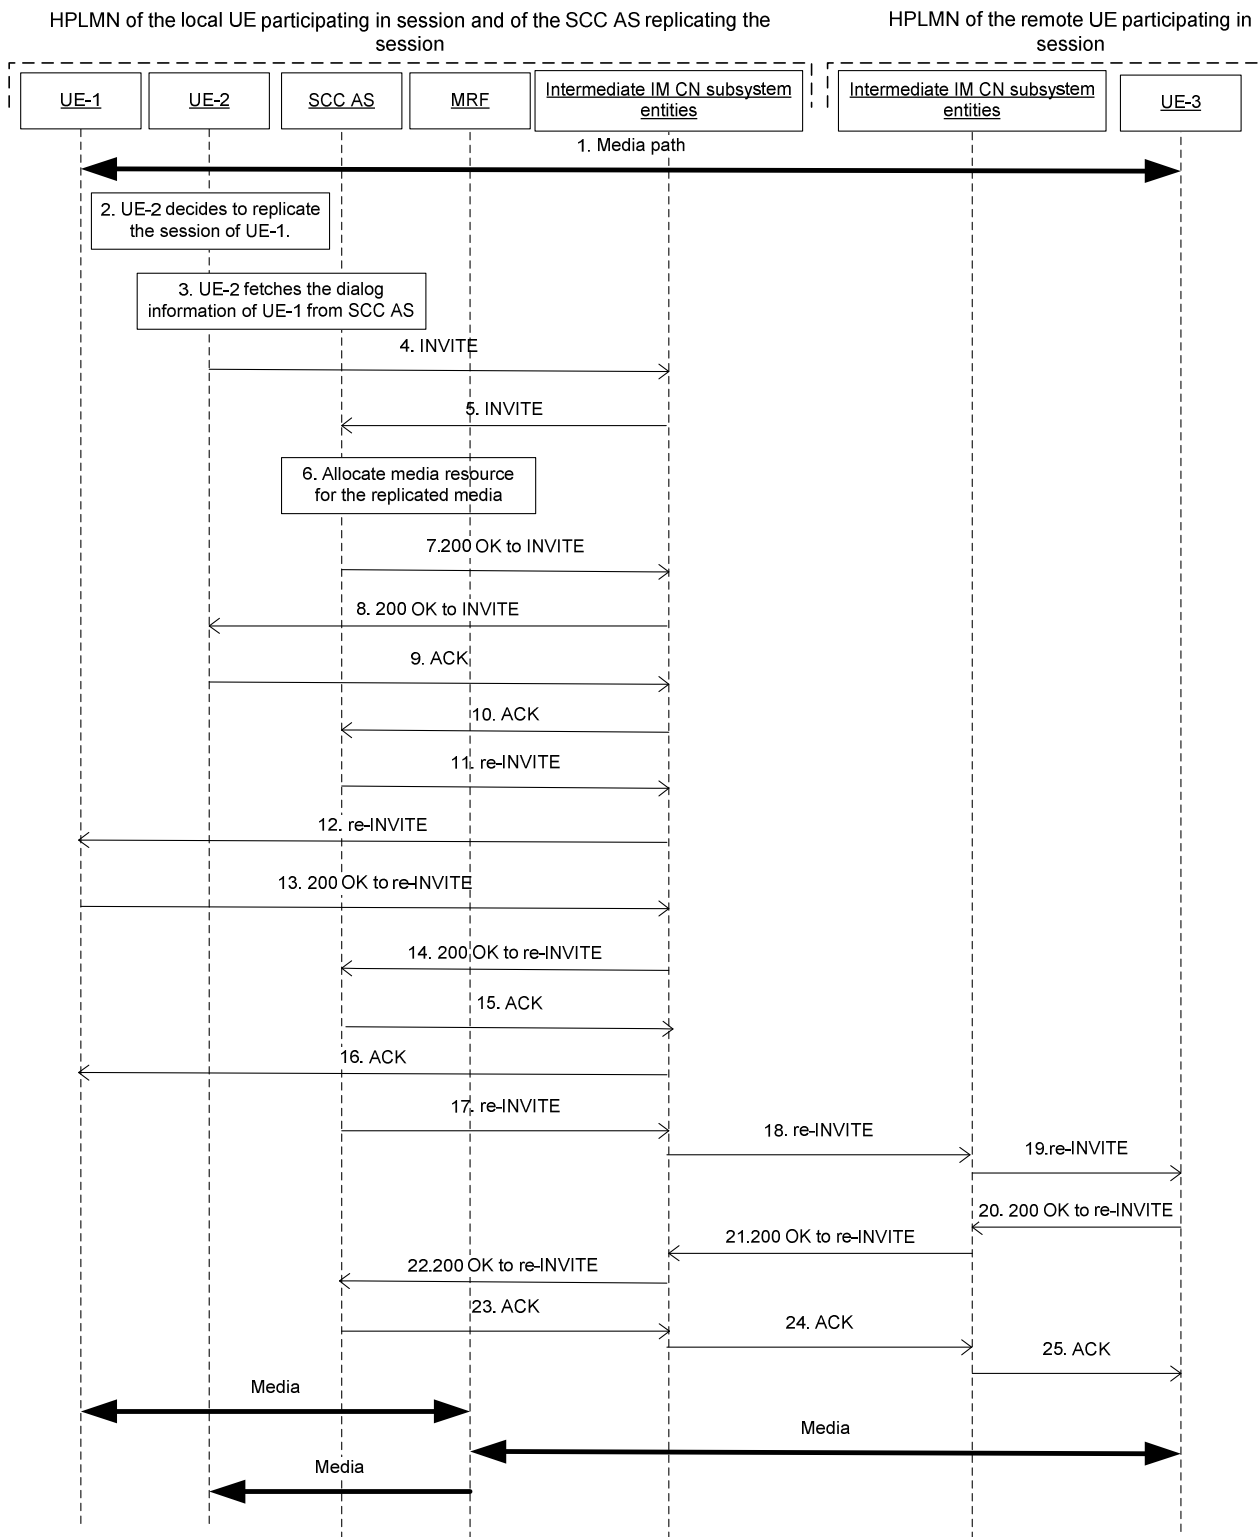 HPLMN of the local UE participating in session and of the SCC AS replicating the
session
HPLMN of the remote UE participating in
session
UE-1
UE-2
SCC AS
MRF
Intermediate IM CN subsystem
entities
Intermediate IM CN subsystem
entities
UE-3
1. Media path
2. UE-2 decides to replicate
the session of UE-1.
3. UE-2 fetches the dialog
information of UE-1 from SCC AS
4. INVITE
5. INVITE
6. Allocate media resource
for the replicated media
7.200 OK to INVITE
8. 200 OK to INVITE
9. ACK
10. ACK
11. re-INVITE
12. re-INVITE
13. 200 OK to re-INVITE
14. 200 OK to re-INVITE
15. ACK
16. ACK
17. re-INVITE
18. re-INVITE
19.re-INVITE
20. 200 OK to re-INVITE
21.200 OK to re-INVITE
22.200 OK to re-INVITE
23. ACK
24. ACK
25. ACK
Media
Media
Media